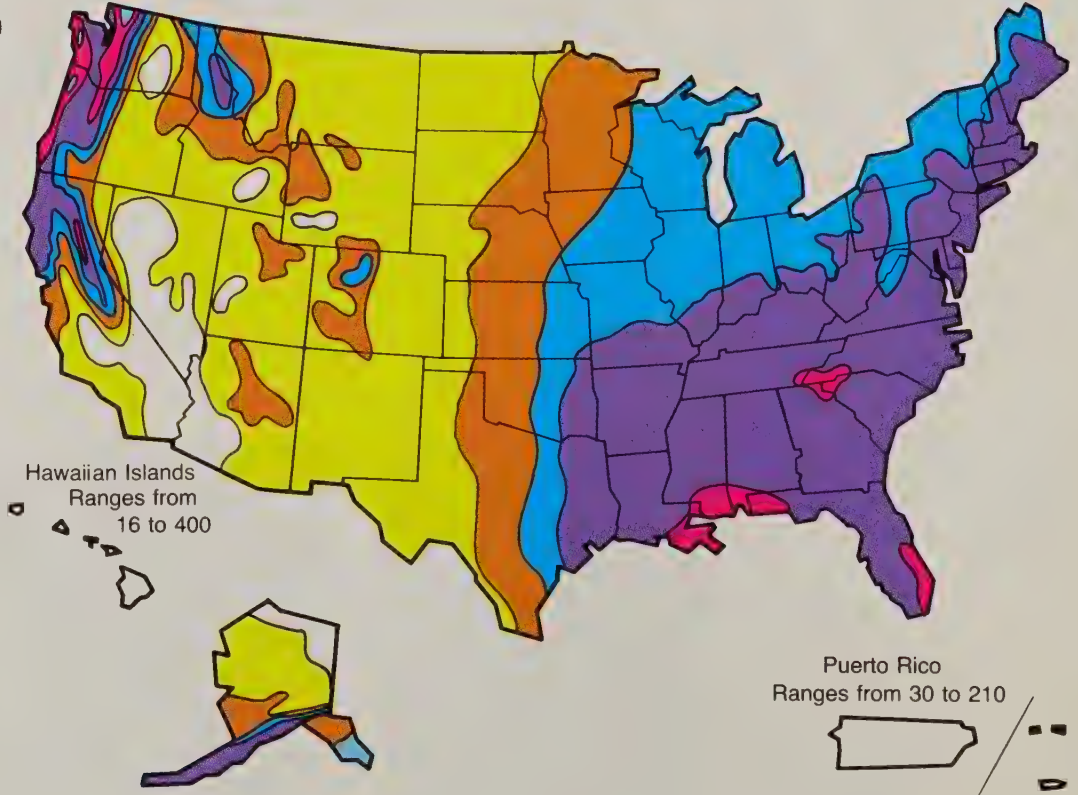 Hawaiian Islands
Ranges from
16 to 400
Puerto Rico
Ranges from 30 to 210